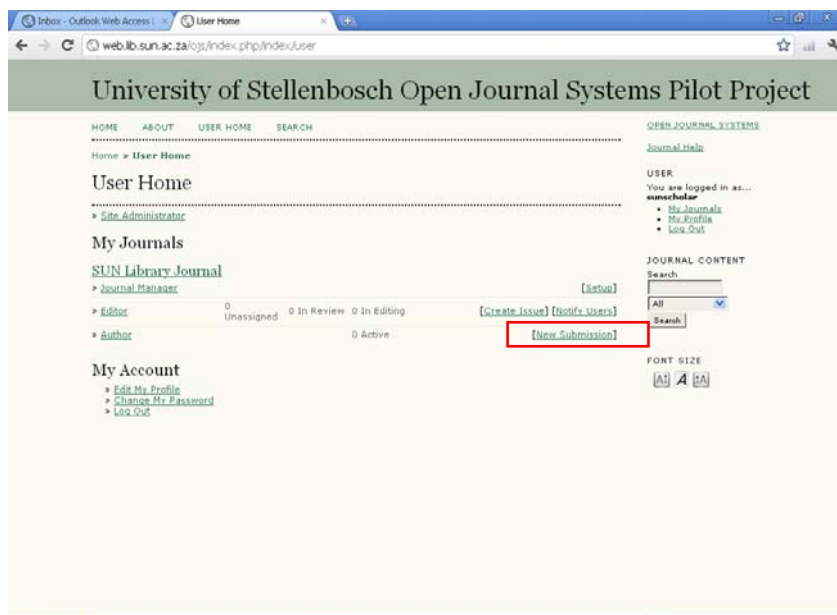 Inbox - Outlook Web Access L
User Home
web.lib.sun.ac.za/ojs/index.php/index/user
University of Stellenbosch Open Journal Systems Pilot Project
HOME ABOUT USER HOME SEARCH
Home > User Home
User Home
» Site Administrator
My Journals
SUN Library Journal
» Journal Manager [Setup]
» Editor 0 Unassigned 0 In Review 0 In Editing [Create Issue] [Notify Users]
» Author 0 Active [New Submission]
My Account
» Edit My Profile
» Change My Password
» Log Out
OPEN JOURNAL SYSTEMS
Journal Help
USER
You are logged in as...
sunscholar
My Journals
My Profile
Log Out
JOURNAL CONTENT
Search
All
Search
FONT SIZE
A A A